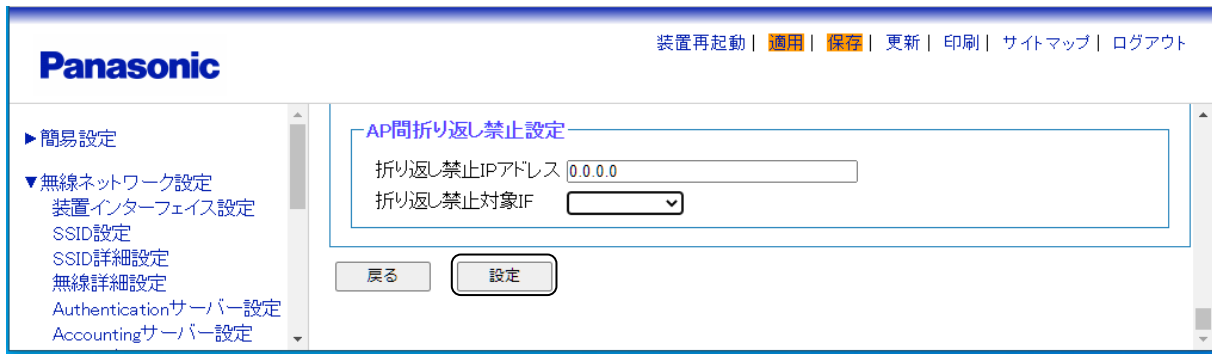 装置再起動| 適用| 保存| 更新| 印刷| サイトマップ| ログアウト
Panasonic
▶簡易設定
▼無線ネットワーク設定
装置インターフェイス設定
SSID設定
SSID詳細設定
無線詳細設定
Authenticationサーバー設定
Accountingサーバー設定
AP間折り返し禁止設定
折り返し禁止IPアドレス 0.0.0.0
折り返し禁止対象IF
戻る 設定